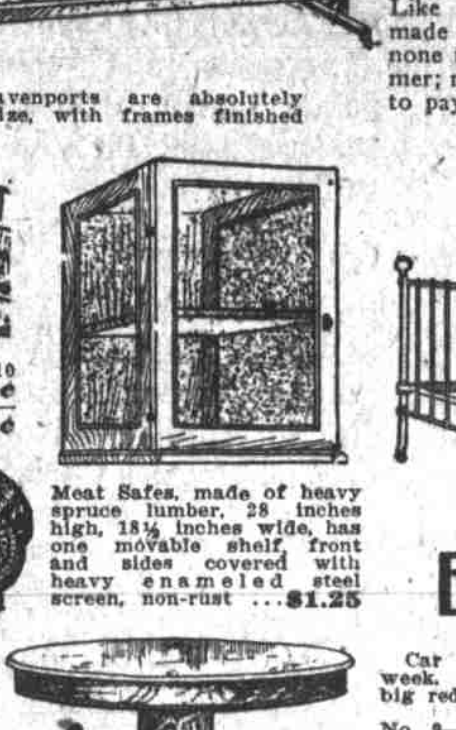 Like
made
none
mer;
to pay
avenports are absolutely
ize, with frames finished
10
Meat Safes, made of heavy
spruce lumber, 28 inches
high, 18½ inches wide, has
one movable shelf, front
and sides covered with
heavy enameled steel
screen, non-rust ...$1.25
Car
week.
big red
No.